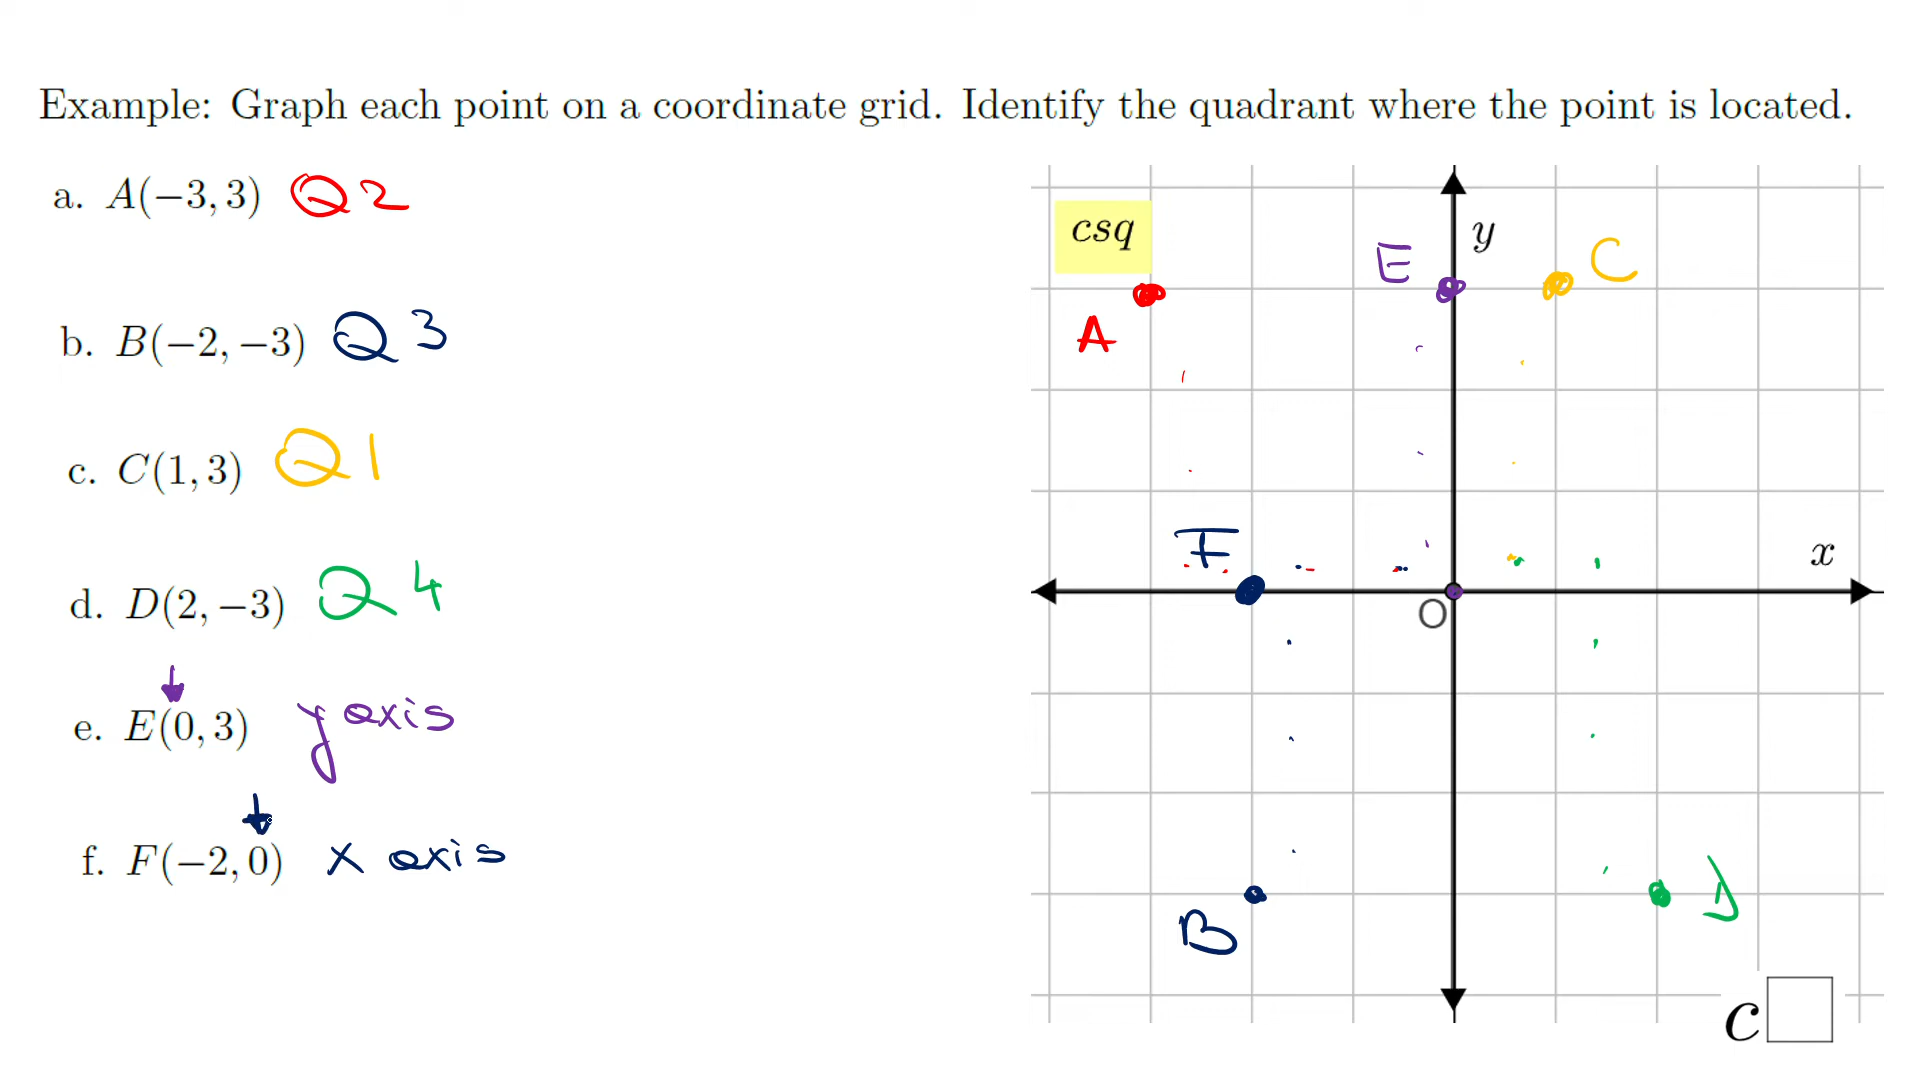 Example: Graph each point on a coordinate grid. Identify the quadrant where the point is located.
a. A(−3, 3) Q2
b. B(−2, −3) Q3
c. C(1, 3) Q1
d. D(2, −3) Q4
e. E(0, 3) y axis
f. F(−2, 0) x axis
csq
E
y
C
A
F
x
O
B
D
c